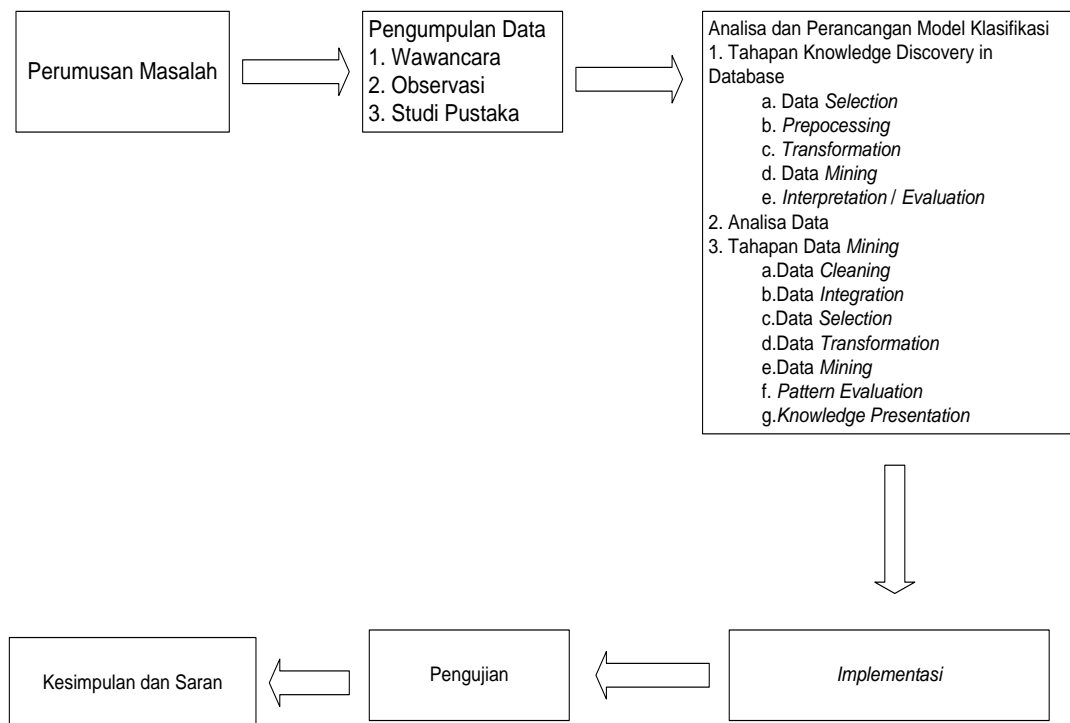 Perumusan Masalah
Pengumpulan Data
1. Wawancara
2. Observasi
3. Studi Pustaka
Analisa dan Perancangan Model Klasifikasi
1. Tahapan Knowledge Discovery in
Database
a. Data Selection
b. Prepocessing
c. Transformation
d. Data Mining
e. Interpretation / Evaluation
2. Analisa Data
3. Tahapan Data Mining
a.Data Cleaning
b.Data Integration
c.Data Selection
d.Data Transformation
e.Data Mining
f. Pattern Evaluation
g.Knowledge Presentation
Implementasi
Pengujian
Kesimpulan dan Saran